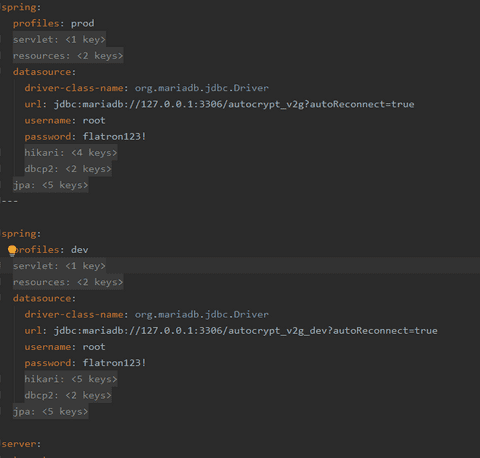 spring:
profiles: prod
servlet: <1 key>
resources: <2 keys>
datasource:
driver-class-name: org.mariadb.jdbc.Driver
url: jdbc:mariadb://127.0.0.1:3306/autocrypt_v2g?autoReconnect=true
username: root
password: flatron123!
hikari: <4 keys>
dbcp2: <2 keys>
jpa: <5 keys>
---
spring:
profiles: dev
servlet: <1 key>
resources: <2 keys>
datasource:
driver-class-name: org.mariadb.jdbc.Driver
url: jdbc:mariadb://127.0.0.1:3306/autocrypt_v2g_dev?autoReconnect=true
username: root
password: flatron123!
hikari: <5 keys>
dbcp2: <2 keys>
jpa: <5 keys>
server: